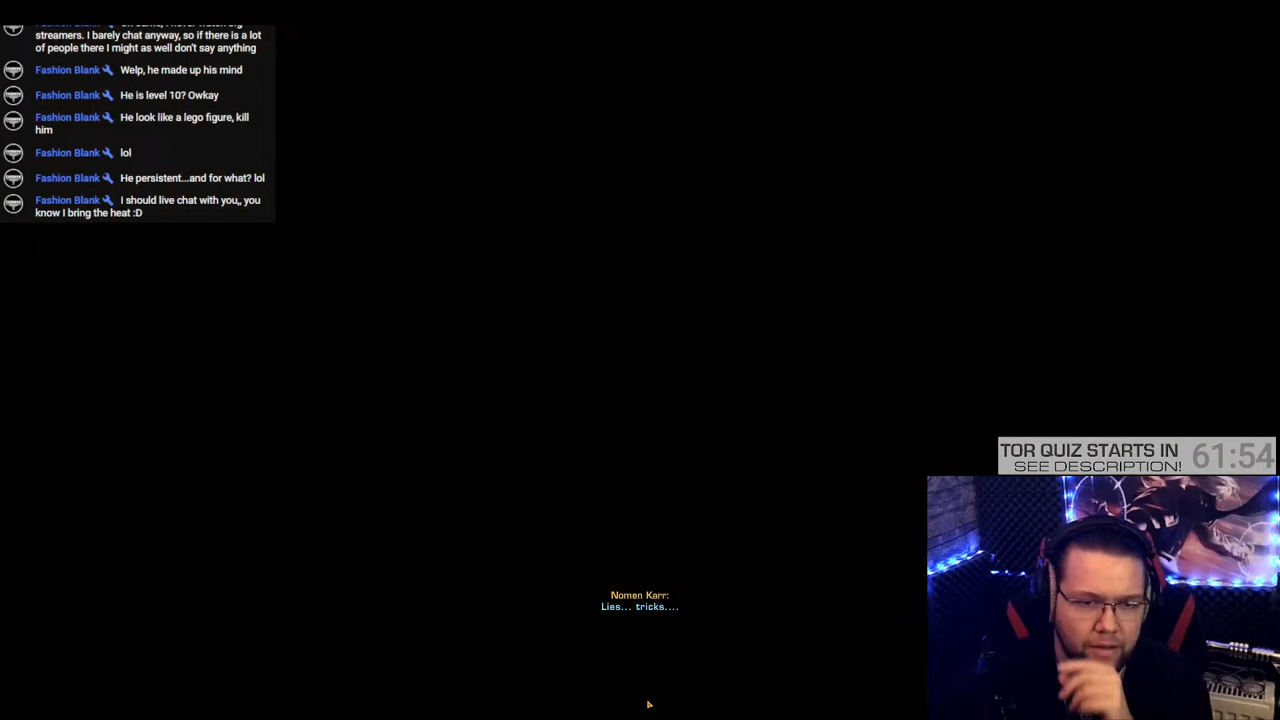 streamers. I barely chat anyway, so if there is a lot
of people there I might as well don't say anything
Fashion Blank Welp, he made up his mind
Fashion Blank He is level 10? Owkay
Fashion Blank He look like a lego figure, kill
him
Fashion Blank lol
Fashion Blank He persistent...and for what? lol
Fashion Blank I should live chat with you,, you
know I bring the heat :D
TOR QUIZ STARTS IN
SEE DESCRIPTION!
61:54
Nomen Karr:
Lies... tricks....